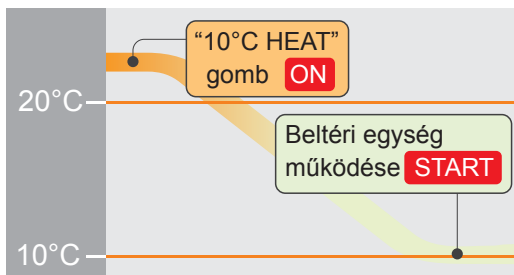 “10°C HEAT”
gomb ON
20°C
Beltéri egység
működése START
10°C